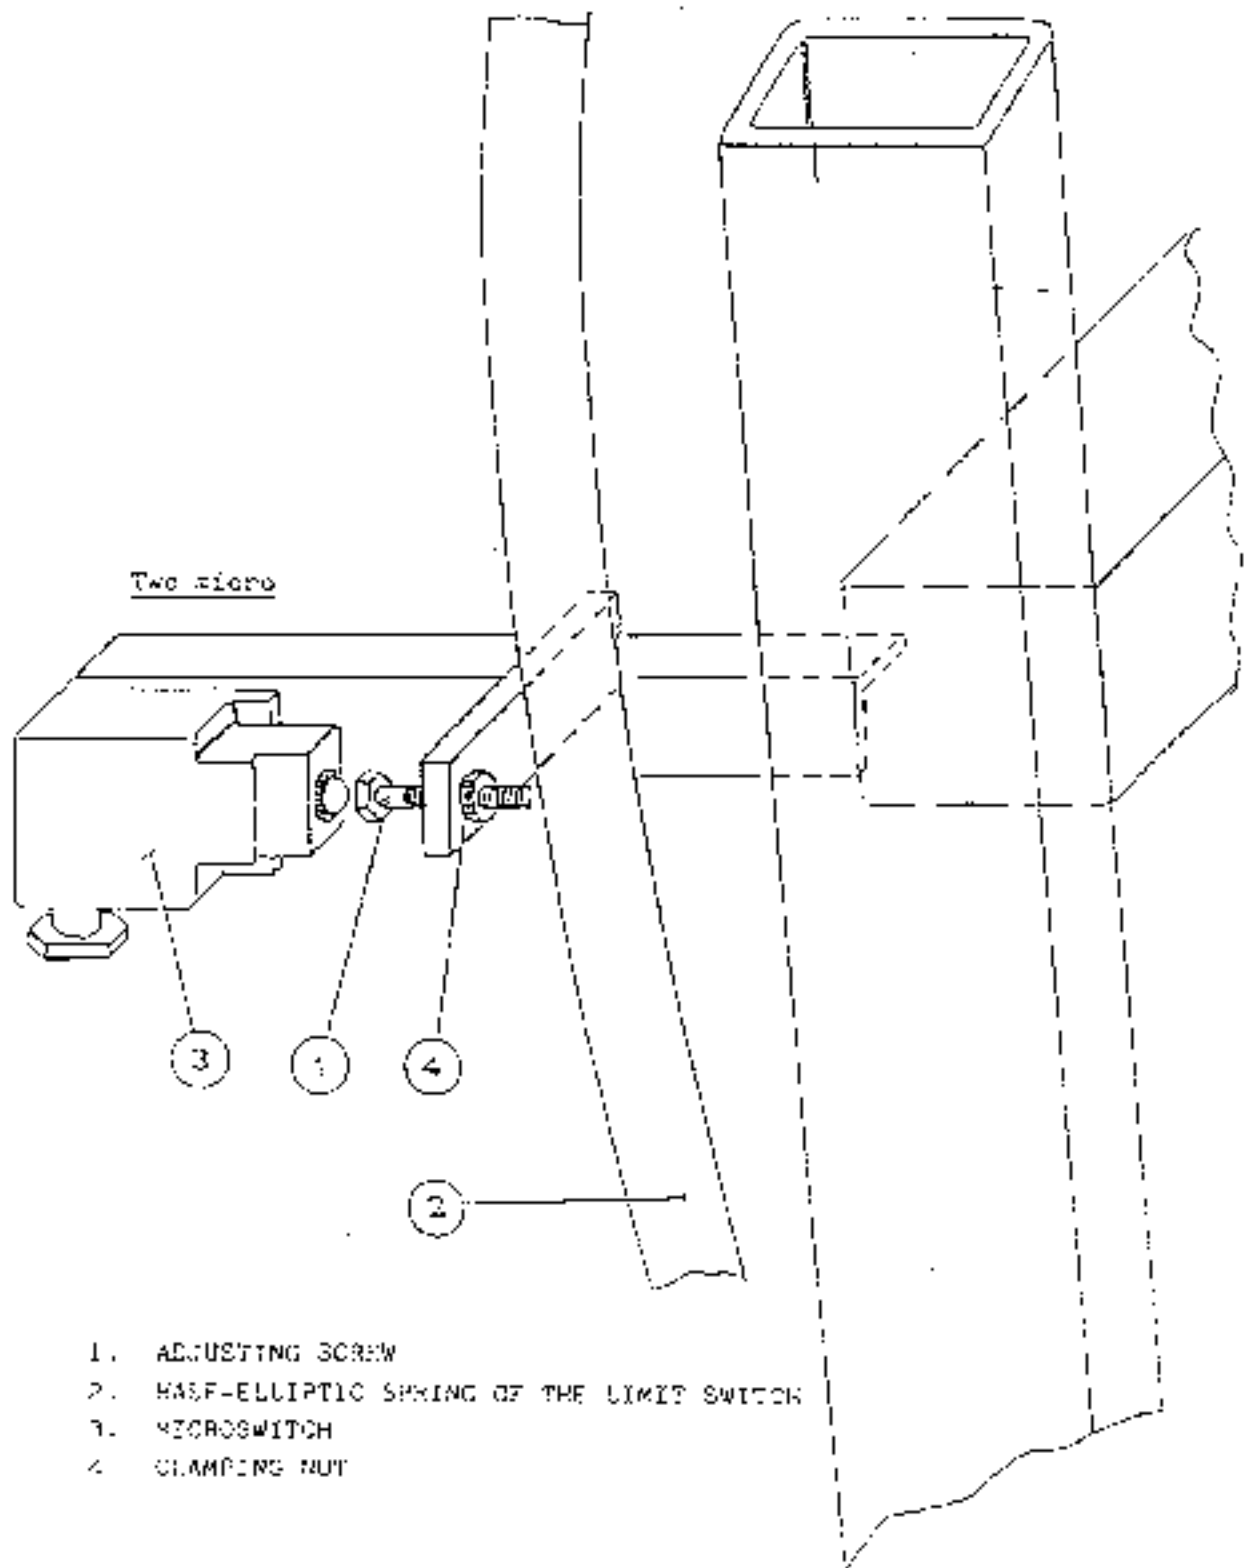 Two micro
3
1
4
2
1. ADJUSTING SCREW
2. HALF-ELLIPTIC SPRING OF THE LIMIT SWITCH
3. MICROSWITCH
4 CLAMPING NUT